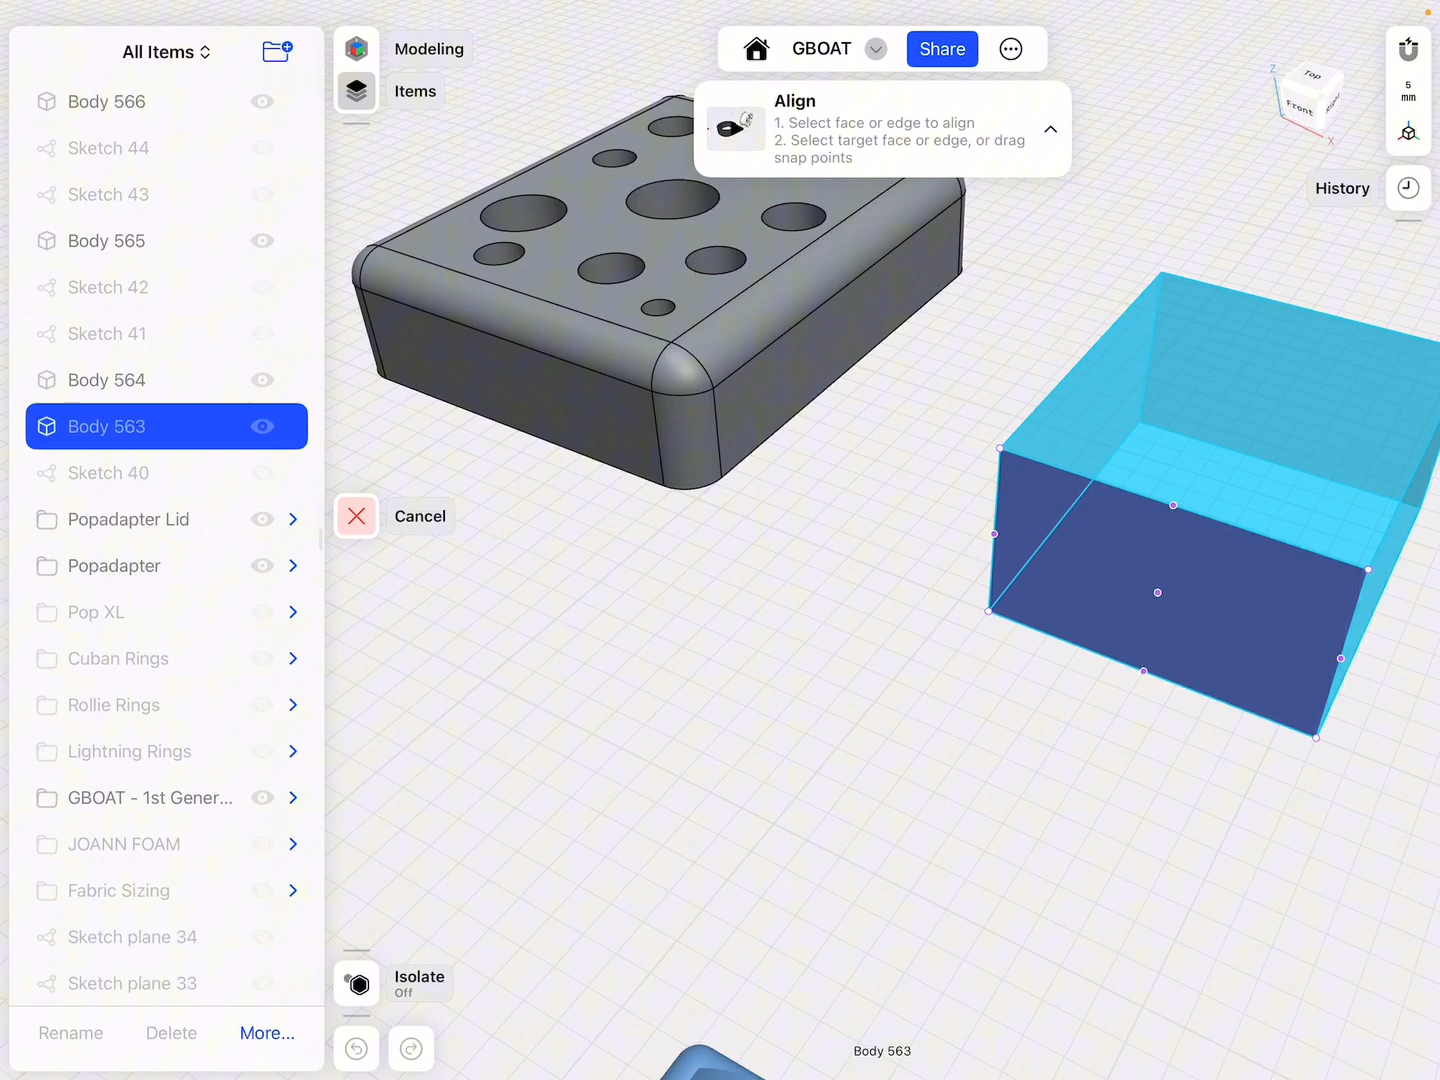 All Items
Body 566
Sketch 44
Sketch 43
Body 565
Sketch 42
Sketch 41
Body 564
Body 563
Sketch 40
Popadapter Lid
Popadapter
Pop XL
Cuban Rings
Rollie Rings
Lightning Rings
GBOAT - 1st Gener...
JOANN FOAM
Fabric Sizing
Sketch plane 34
Sketch plane 33
Rename Delete More...
Modeling
Items
Cancel
Isolate
Off
GBOAT Share
Align
1. Select face or edge to align
2. Select target face or edge, or drag
snap points
Z
Top
Front Right
X
5
mm
History
Body 563